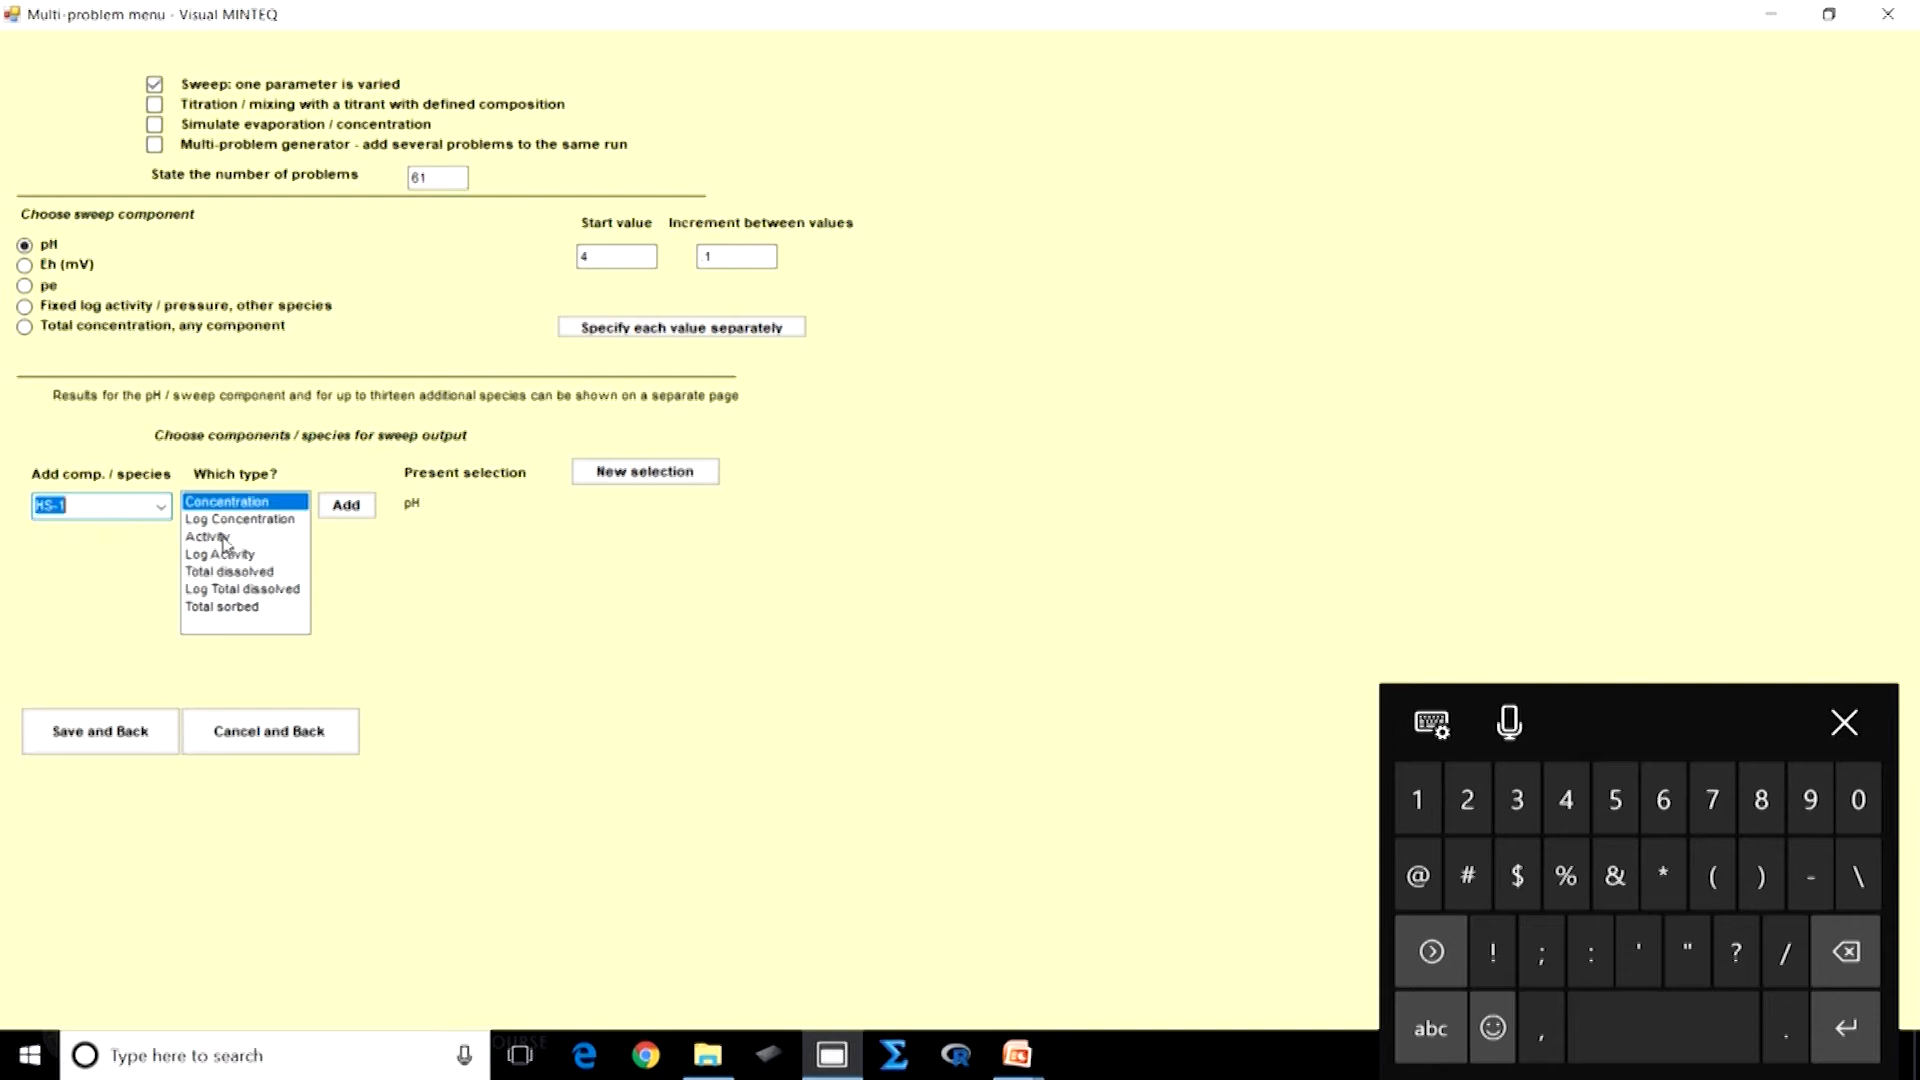 Multi-problem menu - Visual MINTEQ
Sweep: one parameter is varied
Titration / mixing with a titrant with defined composition
Simulate evaporation / concentration
Multi-problem generator - add several problems to the same run
State the number of problems 61
Choose sweep component
Start value Increment between values
pH
4 .1
Eh (mV)
pe
Fixed log activity / pressure, other species
Total concentration, any component
Specify each value separately
Results for the pH / sweep component and for up to thirteen additional species can be shown on a separate page
Choose components / species for sweep output
Add comp. / species Which type? Present selection New selection
HS-1 Concentration Add pH
Log Concentration
Activity
Log Activity
Total dissolved
Log Total dissolved
Total sorbed
Save and Back Cancel and Back
1 2 3 4 5 6 7 8 9 0
@ # $ % & * ( ) - \
! ; : ' " ? /
abc , .
Type here to search